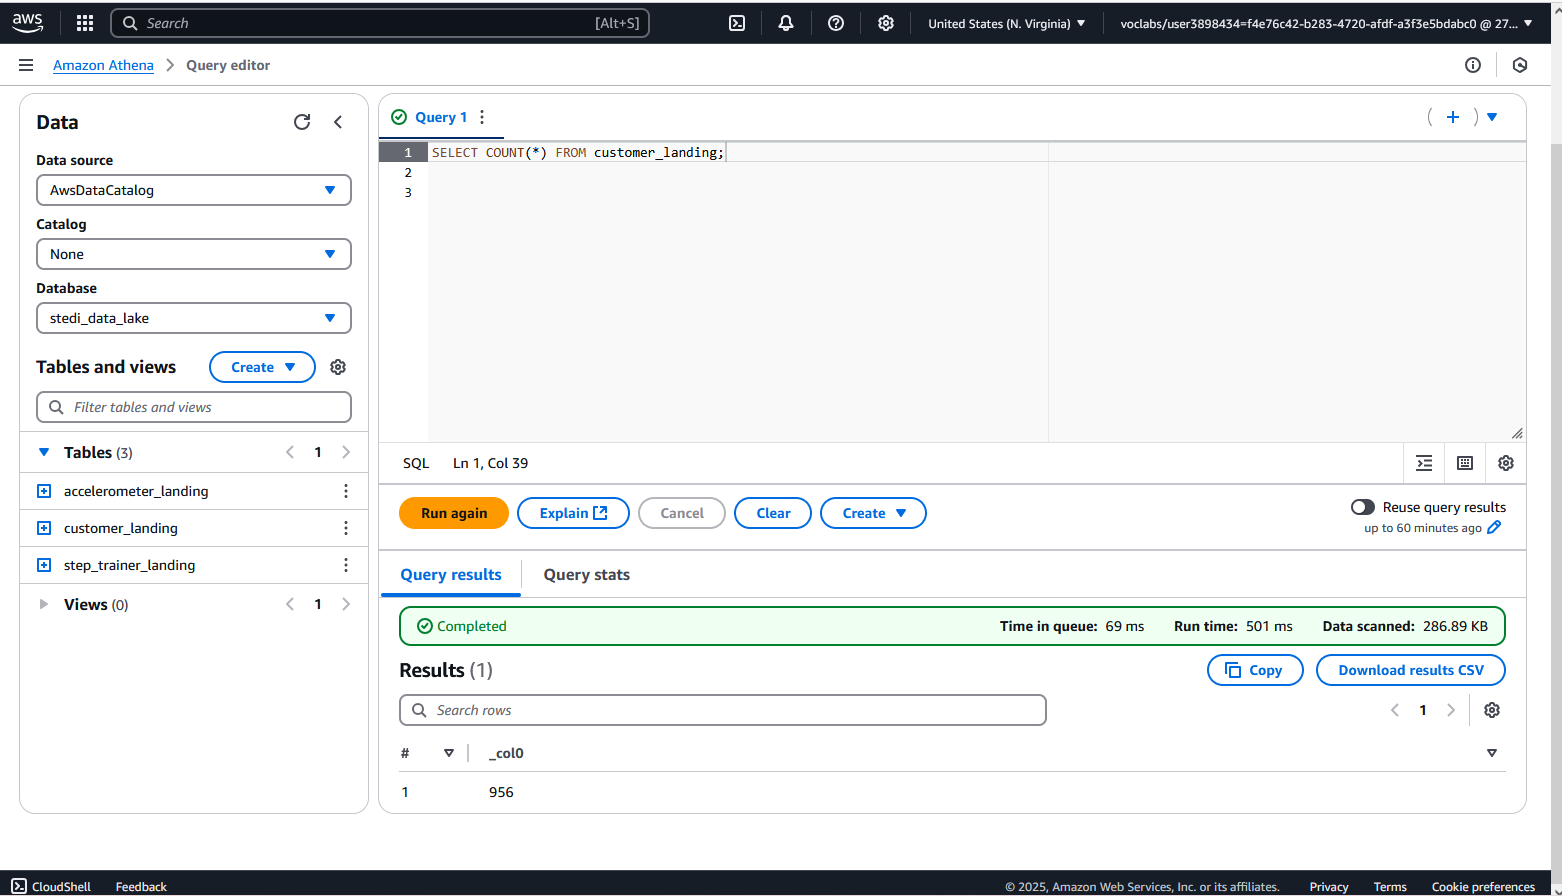 aws
Search
[Alt+S]
United States (N. Virginia)
voclabs/user3898434=f4e76c42-b283-4720-afdf-a3f3e5bdabc0 @ 27...
Amazon Athena
Query editor
Data
Data source
AwsDataCatalog
Catalog
None
Database
stedi_data_lake
Tables and views
Create
Filter tables and views
Tables (3)
1
accelerometer_landing
customer_landing
step_trainer_landing
Views (0)
1
Query 1
1 SELECT COUNT(*) FROM customer_landing;
2
3
SQL
Ln 1, Col 39
Run again
Explain
Cancel
Clear
Create
Reuse query results
up to 60 minutes ago
Query results
Query stats
Completed
Time in queue: 69 ms
Run time: 501 ms
Data scanned: 286.89 KB
Results (1)
Copy
Download results CSV
Search rows
1
# _col0
1 956
CloudShell
Feedback
© 2025, Amazon Web Services, Inc. or its affiliates.
Privacy
Terms
Cookie preferences